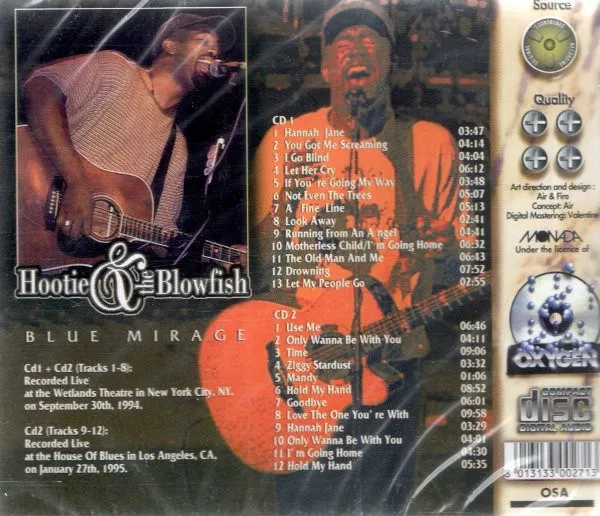 Hootie & the Blowfish
BLUE MIRAGE
Cd1 + Cd2 (Tracks 1-8):
Recorded Live
at the Wetlands Theatre in New York City, NY.
on September 30th, 1994.
Cd2 (Tracks 9-12):
Recorded Live
at the House Of Blues in Los Angeles, CA.
on January 27th, 1995.
CD 1
1 Hannah Jane 03:47
2 You Got Me Screaming 04:14
3 I Go Blind 04:04
4 Let Her Cry 06:12
5 If You're Going My Way 03:48
6 Not Even The Trees 05:07
7 A Fine Line 05:13
8 Look Away 02:41
9 Running From An Angel 04:41
10 Motherless Child/I'm Going Home 06:32
11 The Old Man And Me 06:43
12 Drowning 07:52
13 Let My People Go 02:55
CD 2
1 Use Me 06:46
2 Only Wanna Be With You 04:11
3 Time 09:06
4 Ziggy Stardust 03:32
5 Mandy 01:06
6 Hold My Hand 08:52
7 Goodbye 06:01
8 Love The One You're With 09:58
9 Hannah Jane 03:29
10 Only Wanna Be With You 04:01
11 I'm Going Home 04:30
12 Hold My Hand 05:35
Source
Quality
Art direction and design :
Air & Fire
Concept: Air
Digital Mastering: Valentine
MONADA
Under the licence of
OXYGEN
COMPACT
disc
DIGITAL AUDIO
8 013133 002713
OSA